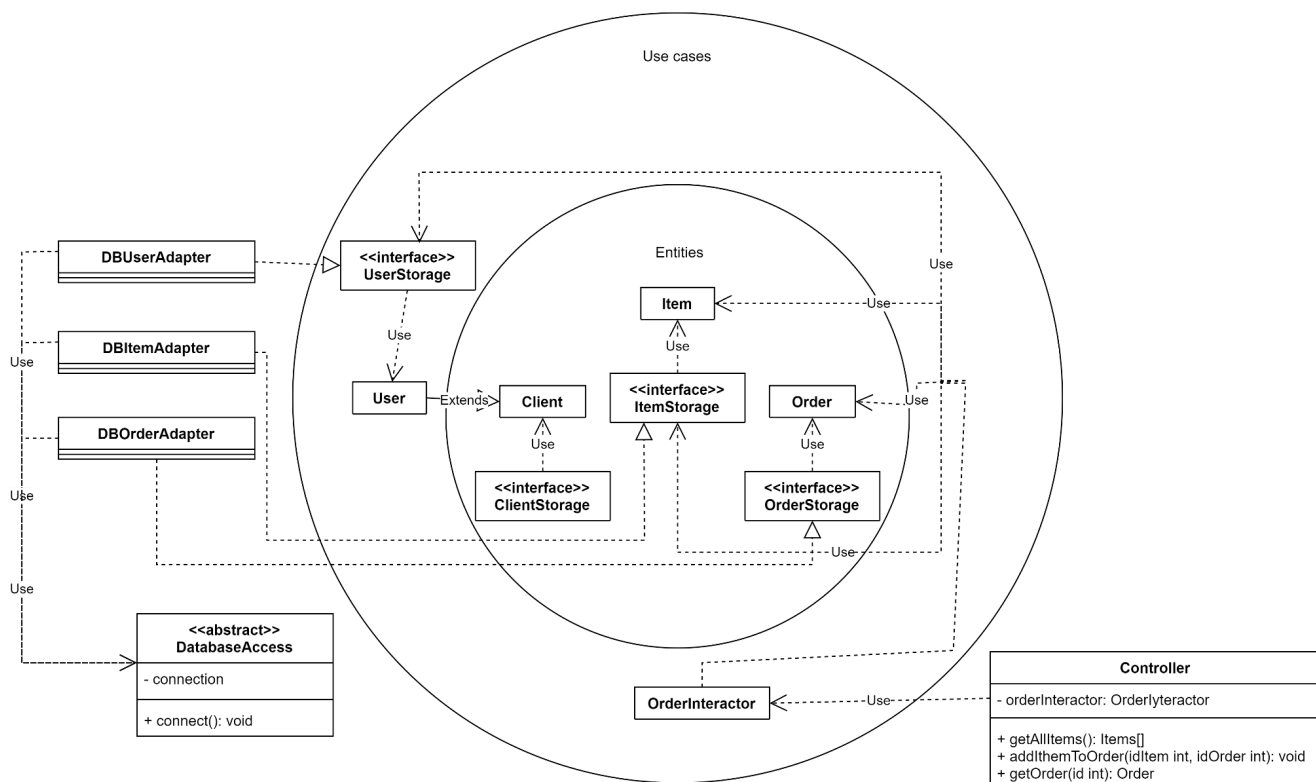 Use cases
Entities
DBUserAdapter
<<interface>>
UserStorage
Use
Item
Use
Use
DBItemAdapter
Use
Use
<<interface>>
ItemStorage
User
Extends
Client
Order
Use
DBOrderAdapter
Use
Use
<<interface>>
ClientStorage
<<interface>>
OrderStorage
Use
Use
Use
<<abstract>>
DatabaseAccess
- connection
+ connect(): void
OrderInteractor
Use
Controller
- orderInteractor: OrderIyteractor
+ getAllItems(): Items[]
+ addIthemToOrder(idItem int, idOrder int): void
+ getOrder(id int): Order